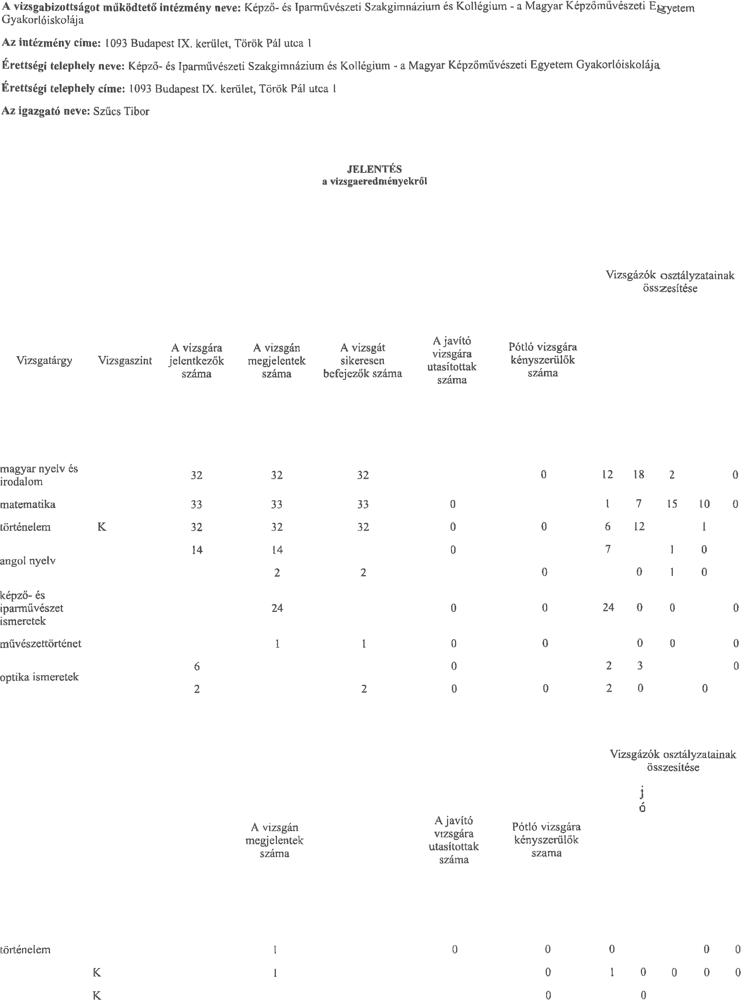 A vizsgabizottságot működtető intézmény neve: Képző- és Iparművészeti Szakgimnázium és Kollégium - a Magyar Képzőművészeti Egyetem
Gyakorlóiskolája
Az intézmény címe: 1093 Budapest IX. kerület, Török Pál utca 1
Érettségi telephely neve: Képző- és Iparművészeti Szakgimnázium és Kollégium - a Magyar Képzőművészeti Egyetem Gyakorlóiskolája
Érettségi telephely címe: 1093 Budapest IX. kerület, Török Pál utca 1
Az igazgató neve: Szűcs Tibor
JELENTÉS
a vizsgaeredményekről
Vizsgázók osztályzatainak
összesítése
Vizsgatárgy
Vizsgaszint
A vizsgára
jelentkezők
száma
A vizsgán
megjelentek
száma
A vizsgát
sikeresen
befejezők száma
A javító
vizsgára
utasítottak
száma
Pótló vizsgára
kényszerülők
száma
magyar nyelv és
irodalom
32 32 32 0 12 18 2 0
matematika 33 33 33 0 1 7 15 10 0
történelem K 32 32 32 0 0 6 12 1
angol nyelv
14 14 0 7 1 0
2 2 0 0 1 0
képző- és
iparművészet
ismeretek
24 0 0 24 0 0 0
művészettörténet 1 1 0 0 0 0 0
optika ismeretek
6 0 2 3 0
2 2 0 0 2 0 0
Vizsgázók osztályzatainak
összesítése
j
ó
A vizsgán
megjelentek
száma
A javító
vizsgára
utasítottak
száma
Pótló vizsgára
kényszerülők
szama
történelem 1 0 0 0 0 0
K 1 0 1 0 0 0 0
K 0 0